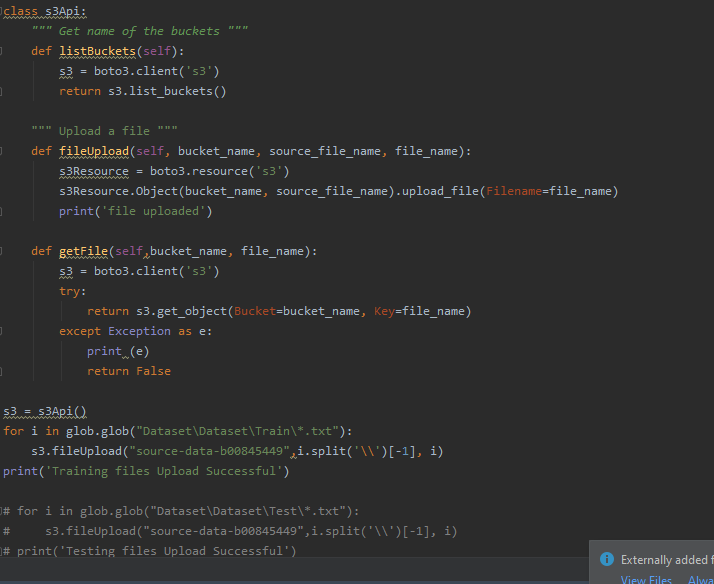 class s3Api:
    """ Get name of the buckets """
    def listBuckets(self):
        s3 = boto3.client('s3')
        return s3.list_buckets()
    """ Upload a file """
    def fileUpload(self, bucket_name, source_file_name, file_name):
        s3Resource = boto3.resource('s3')
        s3Resource.Object(bucket_name, source_file_name).upload_file(Filename=file_name)
        print('file uploaded')
    def getFile(self,bucket_name, file_name):
        s3 = boto3.client('s3')
        try:
            return s3.get_object(Bucket=bucket_name, Key=file_name)
        except Exception as e:
            print (e)
            return False
s3 = s3Api()
for i in glob.glob("Dataset\Dataset\Train\*.txt"):
    s3.fileUpload("source-data-b00845449",i.split('\\')[-1], i)
print('Training files Upload Successful')
# for i in glob.glob("Dataset\Dataset\Test\*.txt"):
#     s3.fileUpload("source-data-b00845449",i.split('\\')[-1], i)
# print('Testing files Upload Successful')
Externally added
View Files